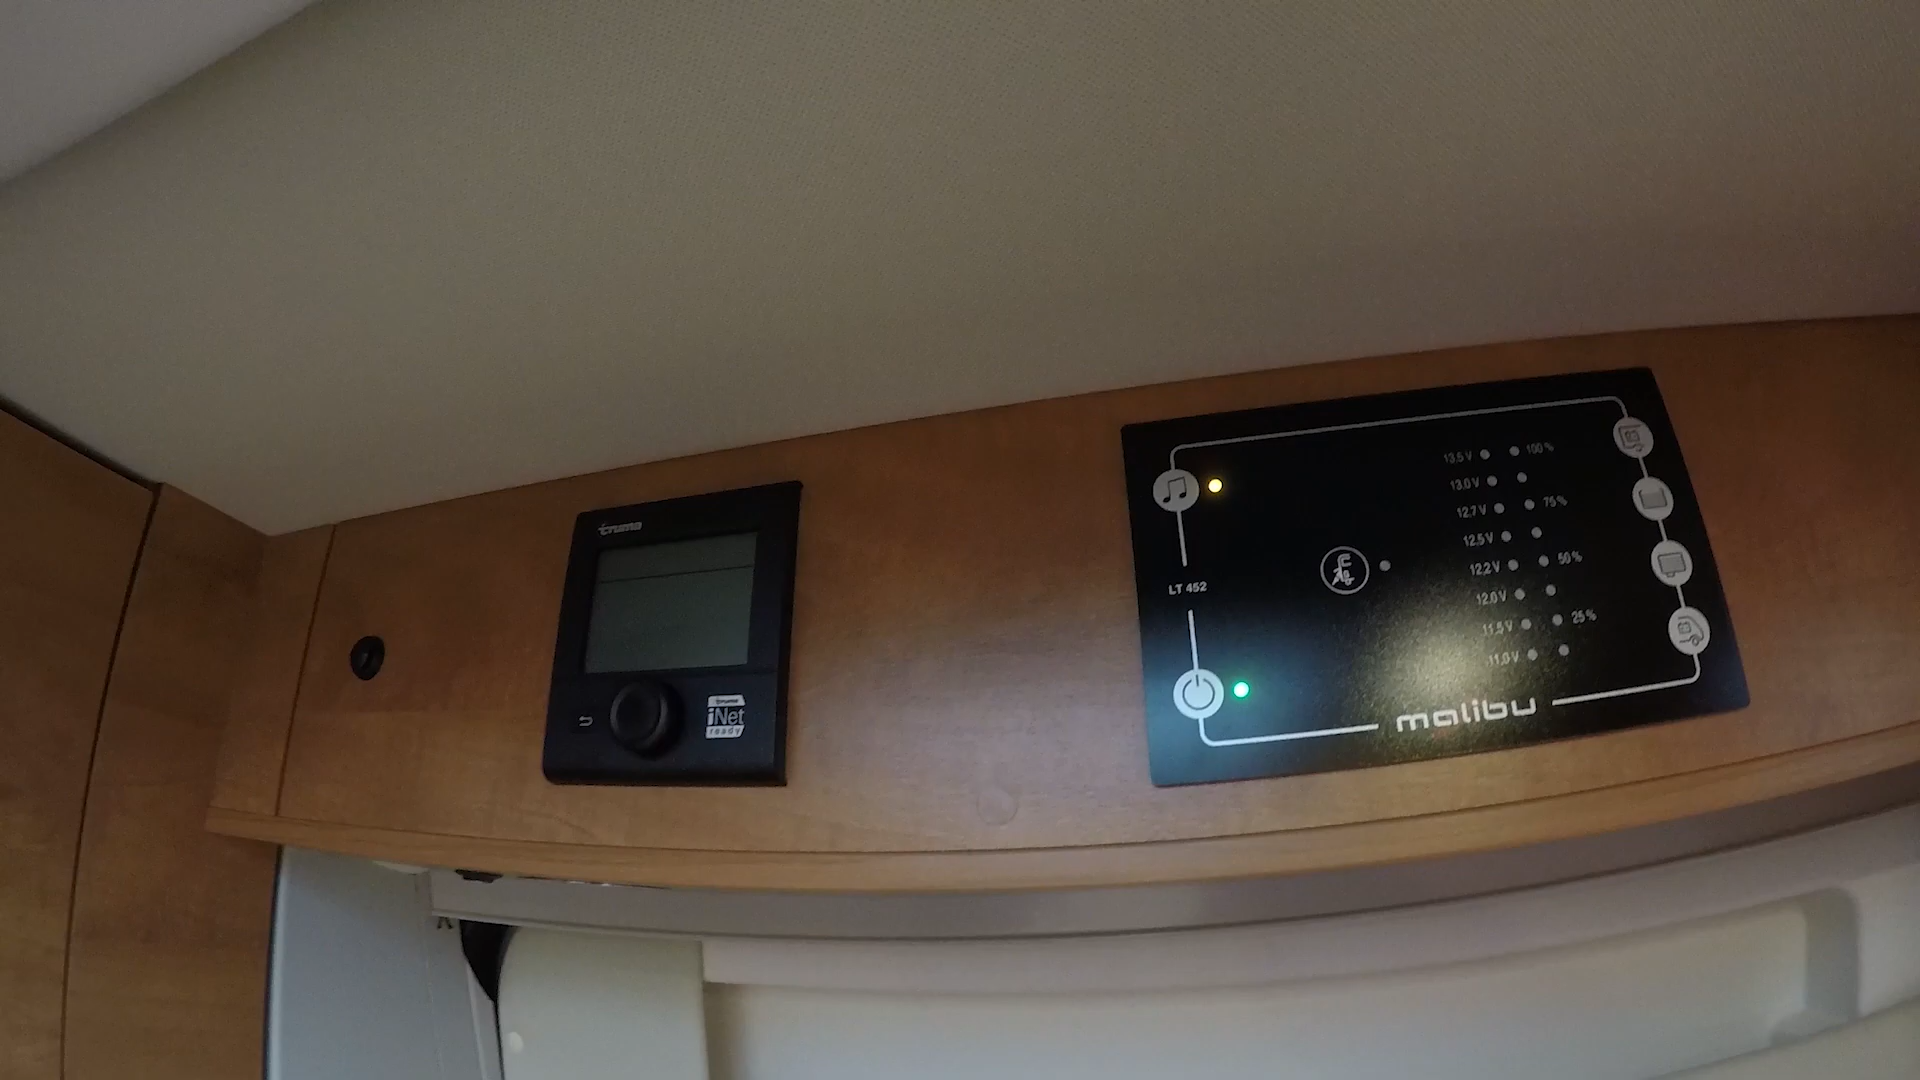 truma
iNet
ready
LT 452
13.5 V
100 %
13.0 V
12.7 V
75 %
12.5 V
12.2 V
50 %
12.0 V
11.5 V
25 %
11.0 V
malibu